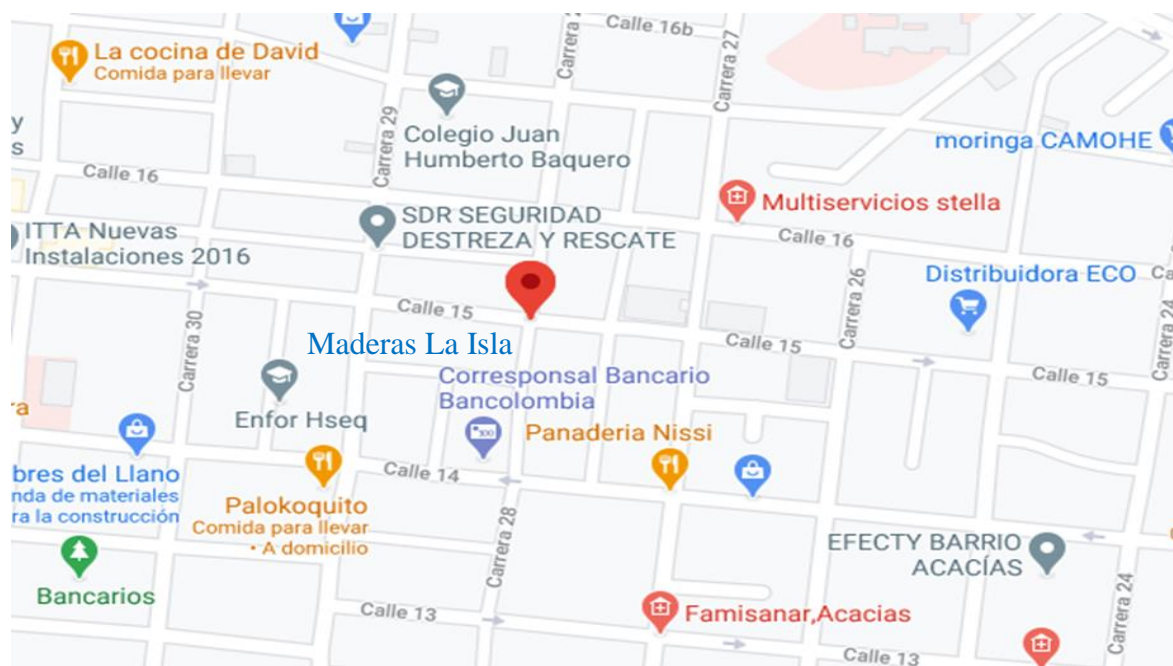 Calle 16b
La cocina de David
Comida para llevar
Carrera 2
Carrera 27
Carrera 29
Colegio Juan
Humberto Baquero
moringa CAMOHE
y
s
Calle 16
Multiservicios stella
SDR SEGURIDAD
DESTREZA Y RESCATE
ITTA Nuevas
Instalaciones 2016
Calle 16
Distribuidora ECO
Ca
Calle 15
Carrera 26
Carrera 24
Carrera 30
Maderas La Isla
Calle 15
Calle 15
Corresponsal Bancario
Bancolombia
ra
Enfor Hseq
Panaderia Nissi
bres del Llano
nda de materiales
ra la construcción
Calle 14
Palokoquito
Comida para llevar
• A domicilio
Carrera 28
EFECTY BARRIO
ACACÍAS
Bancarios
Calle 13
Famisanar,Acacias
Carrera 24
Calle 13